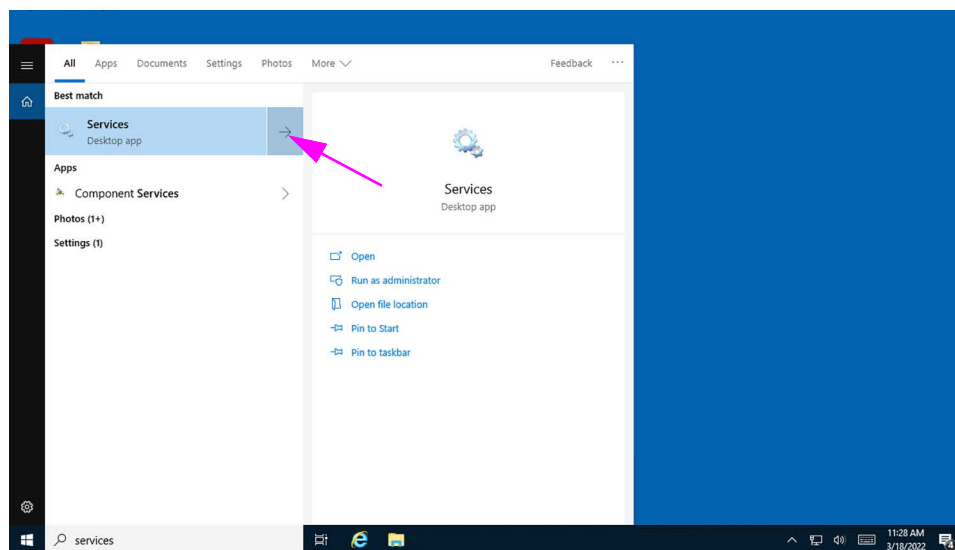 All Apps Documents Settings Photos More Feedback ...
Best match
Services
Desktop app
Apps
Component Services
Photos (1+)
Settings (1)
Services
Desktop app
Open
Run as administrator
Open file location
Pin to Start
Pin to taskbar
services
11:28 AM
3/18/2022
4